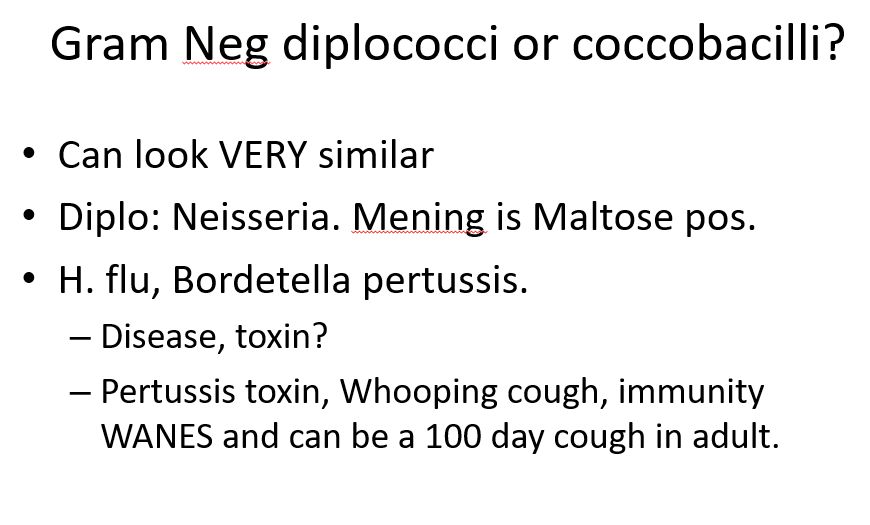 Gram Neg diplococci or coccobacilli?
• Can look VERY similar
• Diplo: Neisseria. Mening is Maltose pos.
• H. flu, Bordetella pertussis.
– Disease, toxin?
– Pertussis toxin, Whooping cough, immunity
WANES and can be a 100 day cough in adult.